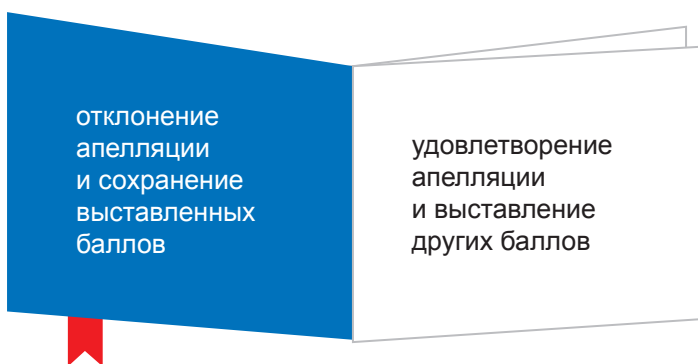 отклонение
апелляции
и сохранение
выставленных
баллов
удовлетворение
апелляции
и выставление
других баллов